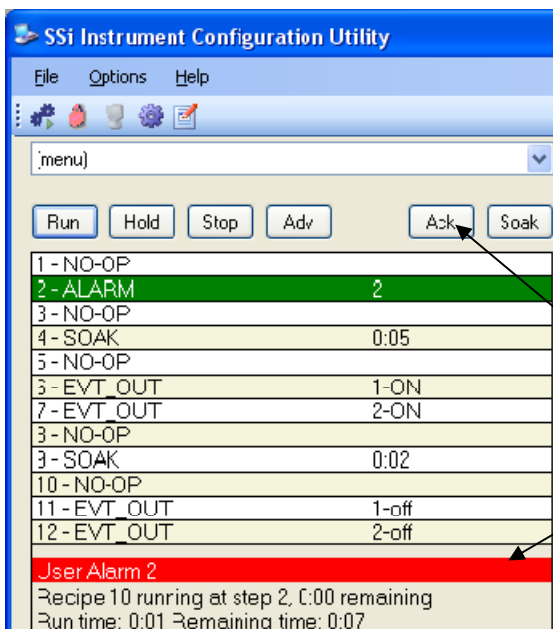 SSi Instrument Configuration Utility
File Options Help
(menu)
Run Hold Stop Adv Ack Soak
1 - NO-OP
2 - ALARM 2
3 - NO-OP
4 - SOAK 0:05
5 - NO-OP
6 - EVT_OUT 1-ON
7 - EVT_OUT 2-ON
8 - NO-OP
9 - SOAK 0:02
10 - NO-OP
11 - EVT_OUT 1-off
12 - EVT_OUT 2-off
User Alarm 2
Recipe 10 running at step 2, 0:00 remaining
Run time: 0:01 Remaining time: 0:07